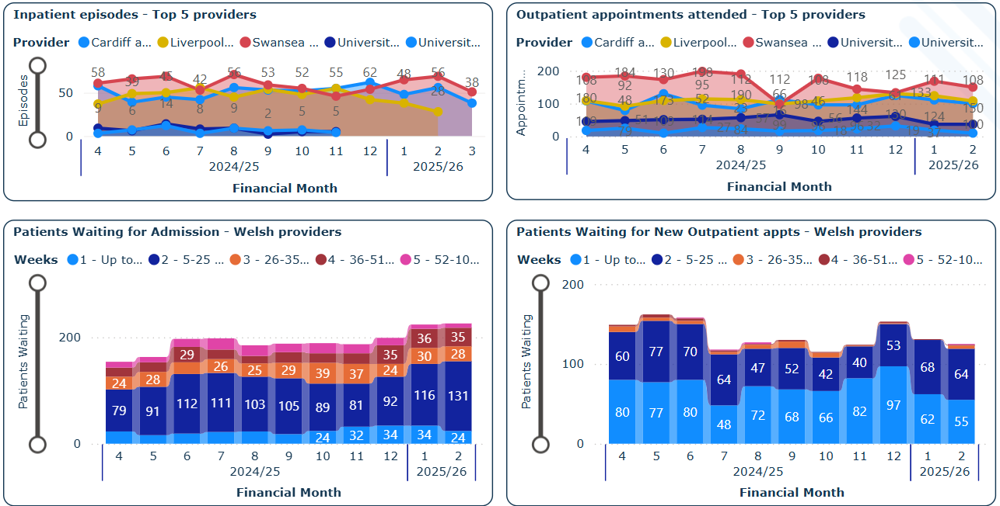 Inpatient episodes - Top 5 providers
Provider Cardiff a... Liverpool... Swansea ... Universit... Universit...
Episodes
50
0
58 39 45 42 56 53 52 55 62 48 56 38
9 6 14 8 9 2 5 5 28
4 5 6 7 8 9 10 11 12 1 2 3
2024/25 2025/26
Financial Month
Outpatient appointments attended - Top 5 providers
Provider Cardiff a... Liverpool... Swansea ... Universit... Universit...
Appointm...
200
100
0
184 130 198 112 112 118 125 108
92 95 66
180 48 173 52 190 46 144 130 124
4 5 6 7 8 9 10 11 12 1 2
2024/25 2025/26
Financial Month
Patients Waiting for Admission - Welsh providers
Weeks 1 - Up to... 2 - 5-25 ... 3 - 26-35... 4 - 36-51... 5 - 52-10...
Patients Waiting
200
0
29 35 36 35
24 28 26 25 29 39 37 24 30 28
79 91 112 111 103 105 89 81 92 116 131
24 32 34 34 24
4 5 6 7 8 9 10 11 12 1 2
2024/25 2025/26
Financial Month
Patients Waiting for New Outpatient appts - Welsh providers
Weeks 1 - Up to... 2 - 5-25 ... 3 - 26-35... 4 - 36-51... 5 - 52-10...
Patients Waiting
200
100
0
60 77 70 64 47 52 42 40 53 68 64
80 77 80 48 72 68 66 82 97 62 55
4 5 6 7 8 9 10 11 12 1 2
2024/25 2025/26
Financial Month